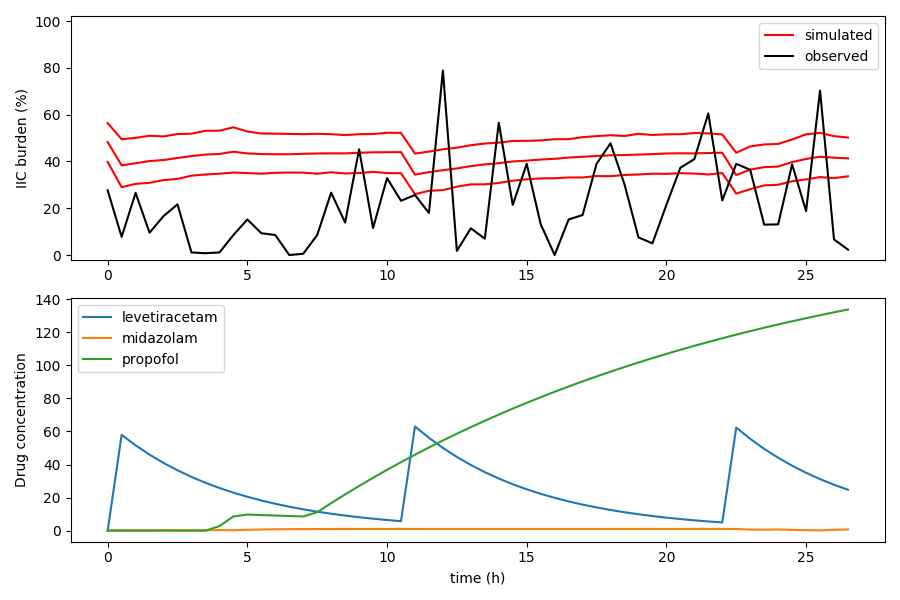 100
80
60
40
20
0
IIC burden (%)
simulated
observed
0 5 10 15 20 25
140
120
100
80
60
40
20
0
Drug concentration
levetiracetam
midazolam
propofol
0 5 10 15 20 25
time (h)